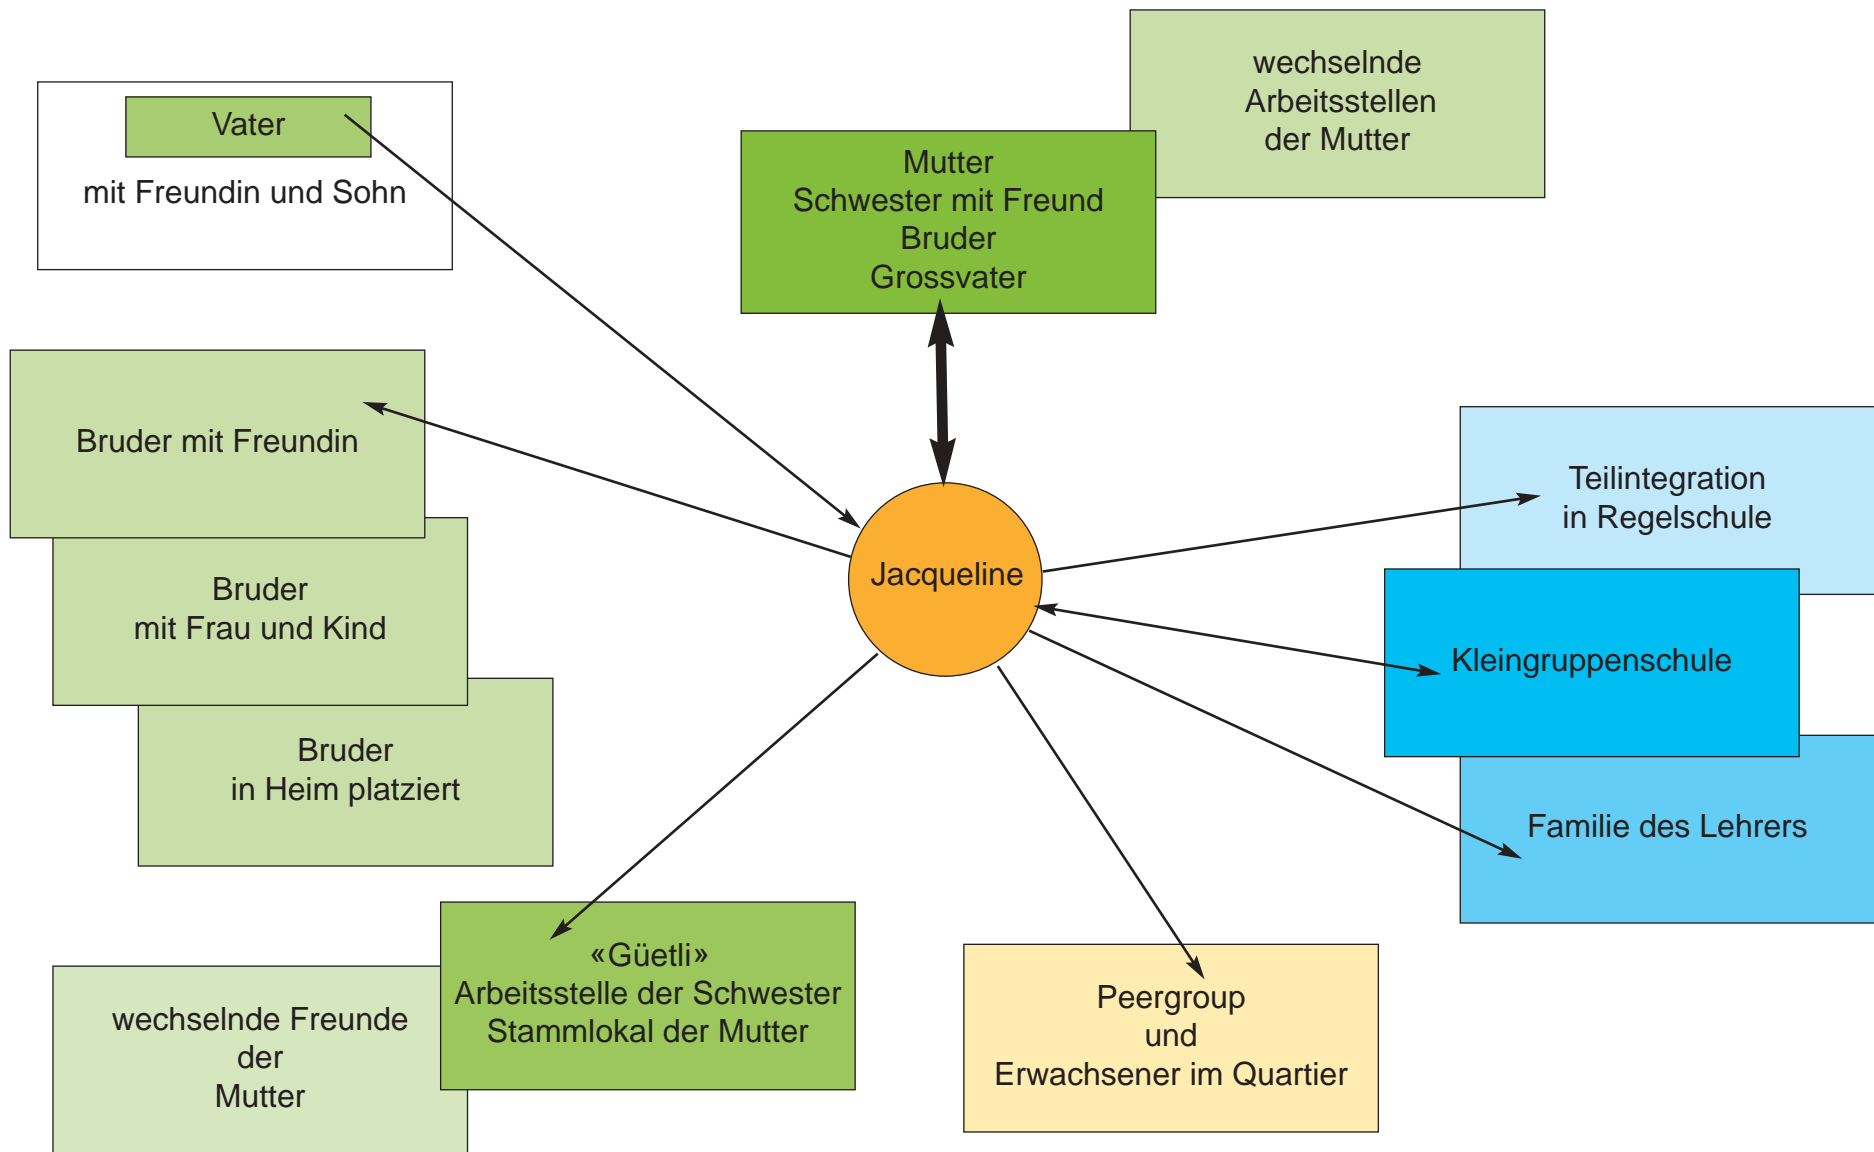 wechselnde
Arbeitsstellen
der Mutter
Vater
mit Freundin und Sohn
Mutter
Schwester mit Freund
Bruder
Grossvater
Bruder mit Freundin
Bruder
mit Frau und Kind
Bruder
in Heim platziert
Jacqueline
Teilintegration
in Regelschule
Kleingruppenschule
Familie des Lehrers
«Güetli»
Arbeitsstelle der Schwester
Stammlokal der Mutter
wechselnde Freunde
der
Mutter
Peergroup
und
Erwachsener im Quartier